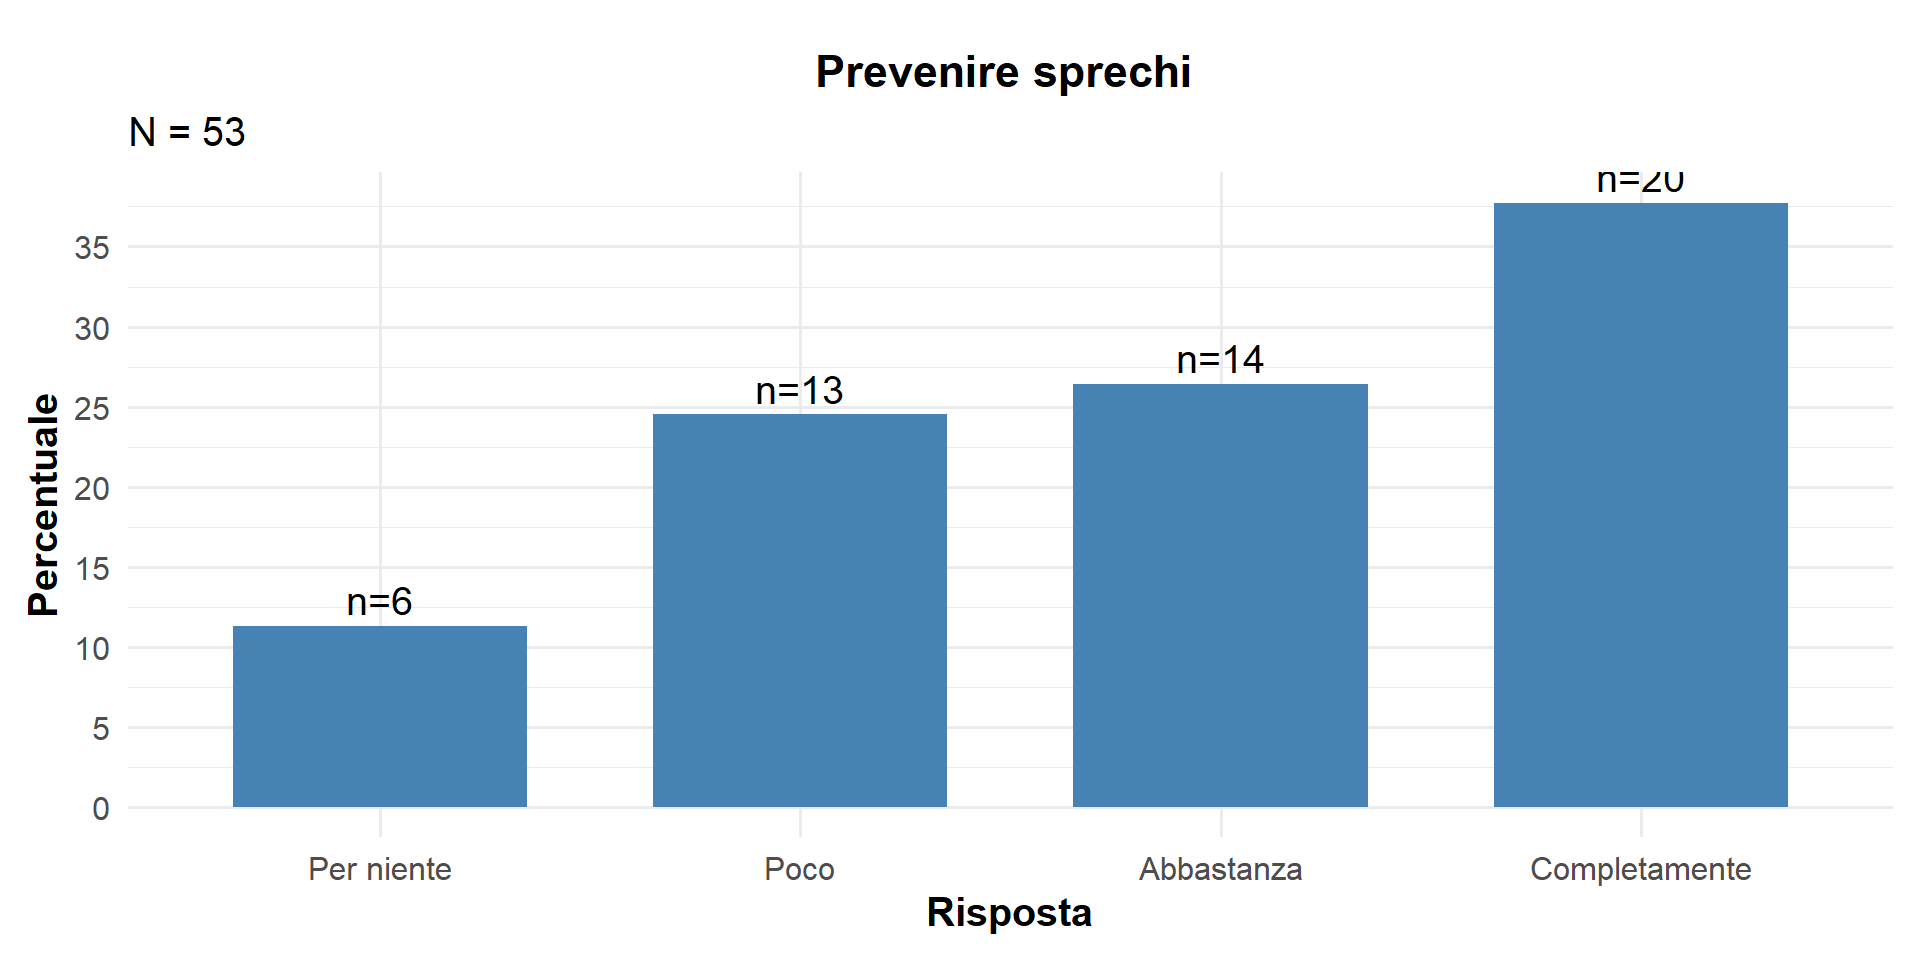 Prevenire sprechi
N = 53
n=20
35
30
n=14
n=13
25
Percentuale
20
15
n=6
10
5
0
Per niente Poco Abbastanza Completamente
Risposta